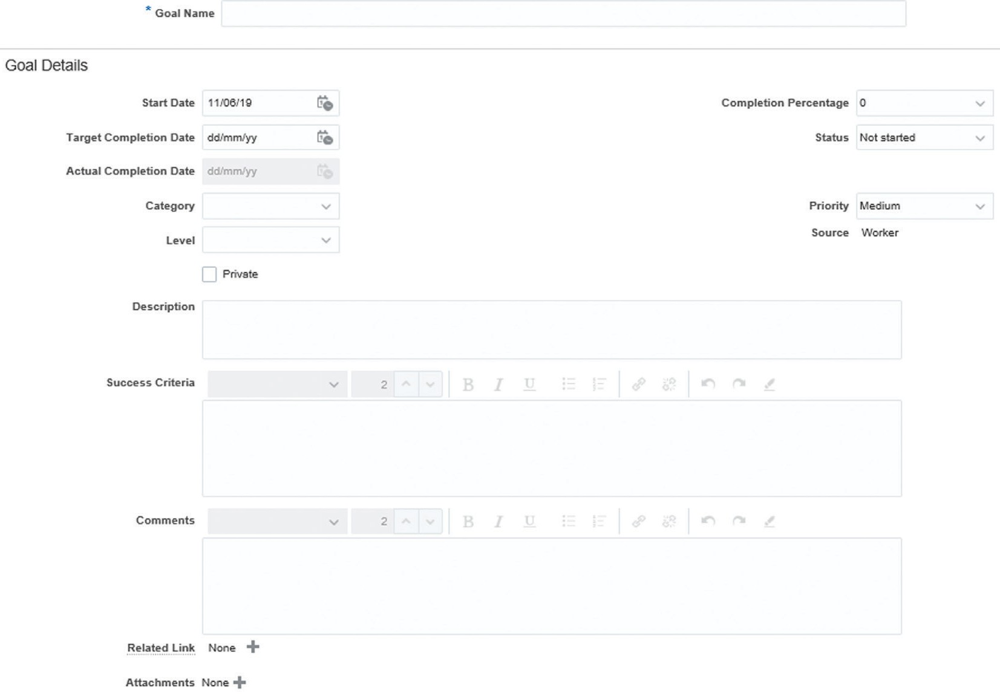 * Goal Name
Goal Details
Start Date 11/06/19 Completion Percentage 0
Target Completion Date dd/mm/yy Status Not started
Actual Completion Date dd/mm/yy
Category Priority Medium
Source Worker
Level
Private
Description
Success Criteria 2 B I U
Comments 2 B I U
Related Link None
Attachments None